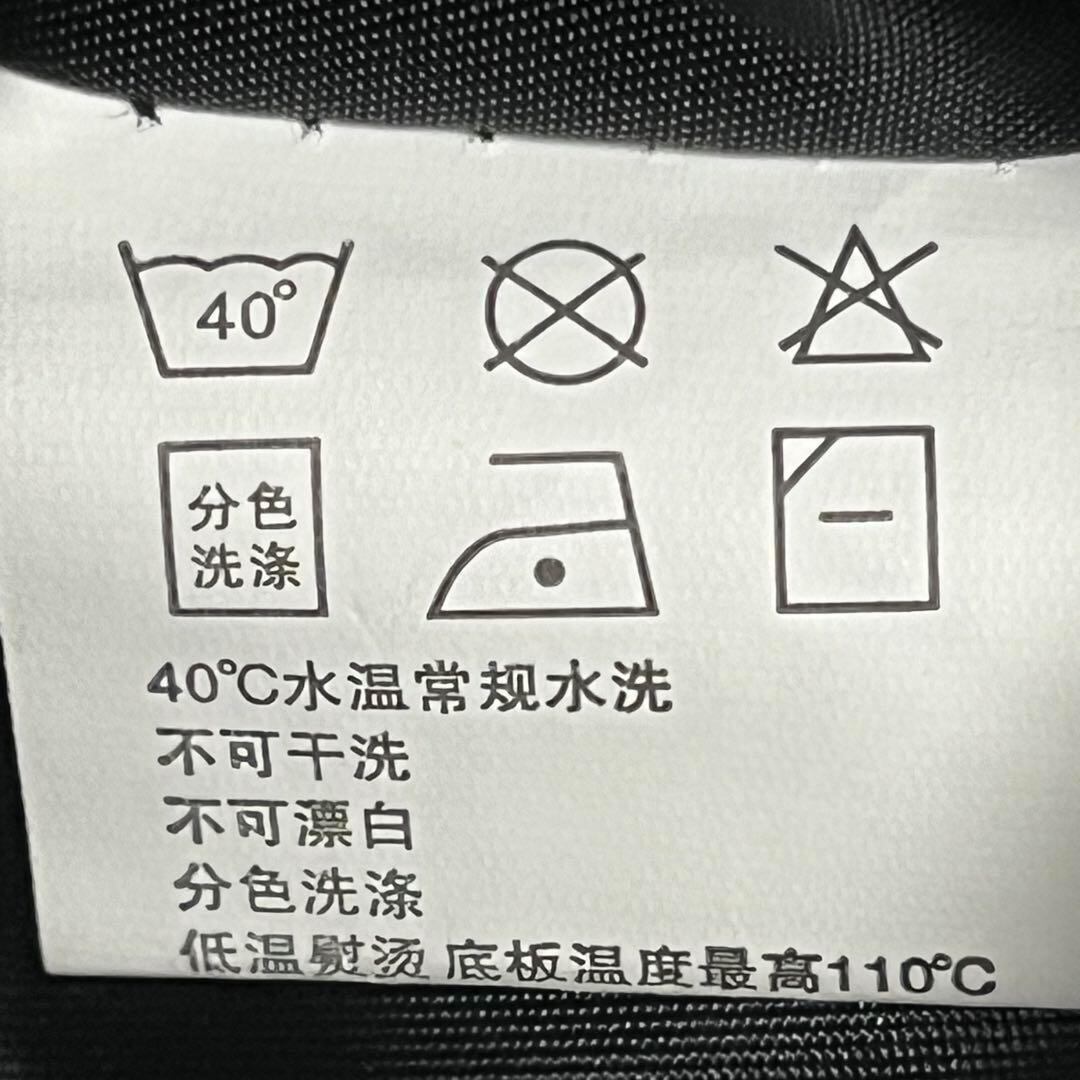 40°
分色
洗涤
40℃水温常规水洗
不可干洗
不可漂白
分色洗涤
低温熨烫 底板温度最高110℃